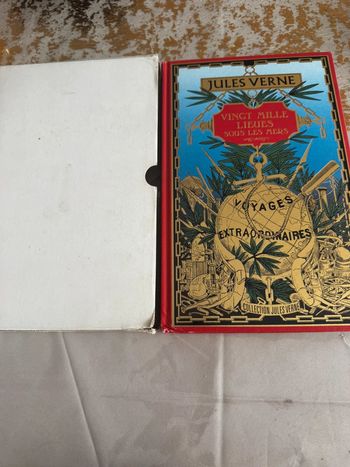 JULES VERNE
VINGT MILLE
LIEUES
SOUS LES MERS
VOYAGES
EXTRAORDINAIRES
COLLECTION JULES VERNE